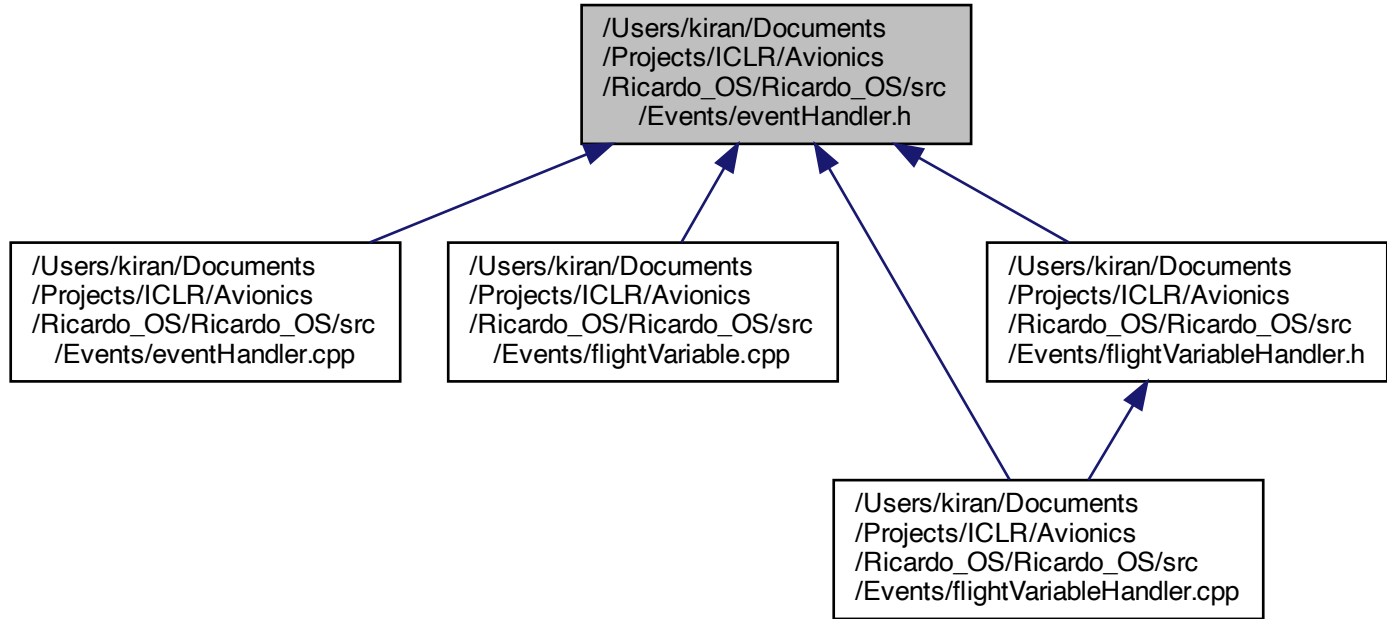 /Users/kiran/Documents
/Projects/ICLR/Avionics
/Ricardo_OS/Ricardo_OS/src
/Events/eventHandler.h
/Users/kiran/Documents
/Projects/ICLR/Avionics
/Ricardo_OS/Ricardo_OS/src
/Events/eventHandler.cpp
/Users/kiran/Documents
/Projects/ICLR/Avionics
/Ricardo_OS/Ricardo_OS/src
/Events/flightVariable.cpp
/Users/kiran/Documents
/Projects/ICLR/Avionics
/Ricardo_OS/Ricardo_OS/src
/Events/flightVariableHandler.h
/Users/kiran/Documents
/Projects/ICLR/Avionics
/Ricardo_OS/Ricardo_OS/src
/Events/flightVariableHandler.cpp